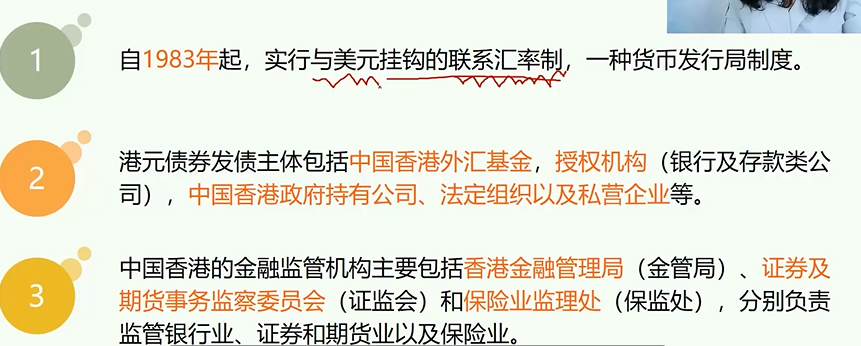 1
自1983年起，实行与美元挂钩的联系汇率制，一种货币发行局制度。
2
港元债券发债主体包括中国香港外汇基金，授权机构（银行及存款类公
司），中国香港政府持有公司、法定组织以及私营企业等。
3
中国香港的金融监管机构主要包括香港金融管理局（金管局）、证券及
期货事务监察委员会（证监会）和保险业监理处（保监处），分别负责
监管银行业、证券和期货业以及保险业。